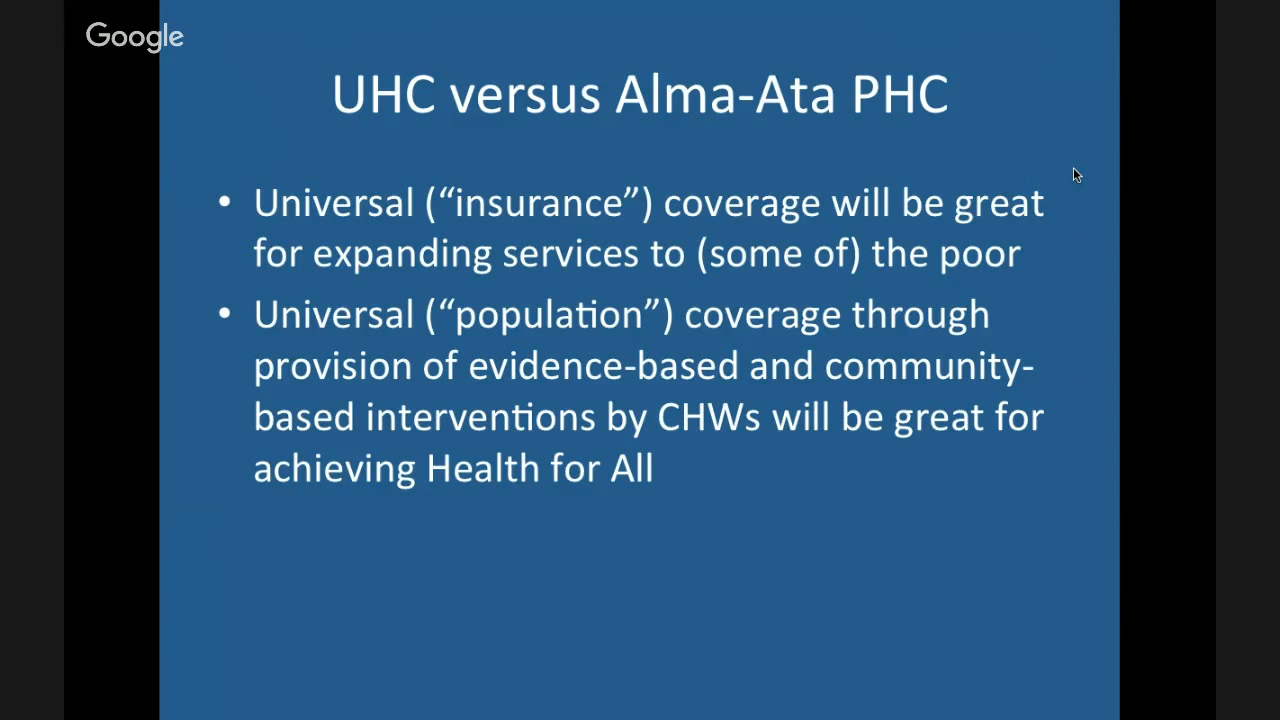 Google
UHC versus Alma-Ata PHC
• Universal (“insurance”) coverage will be great
for expanding services to (some of) the poor
• Universal (“population”) coverage through
provision of evidence-based and community-
based interventions by CHWs will be great for
achieving Health for All